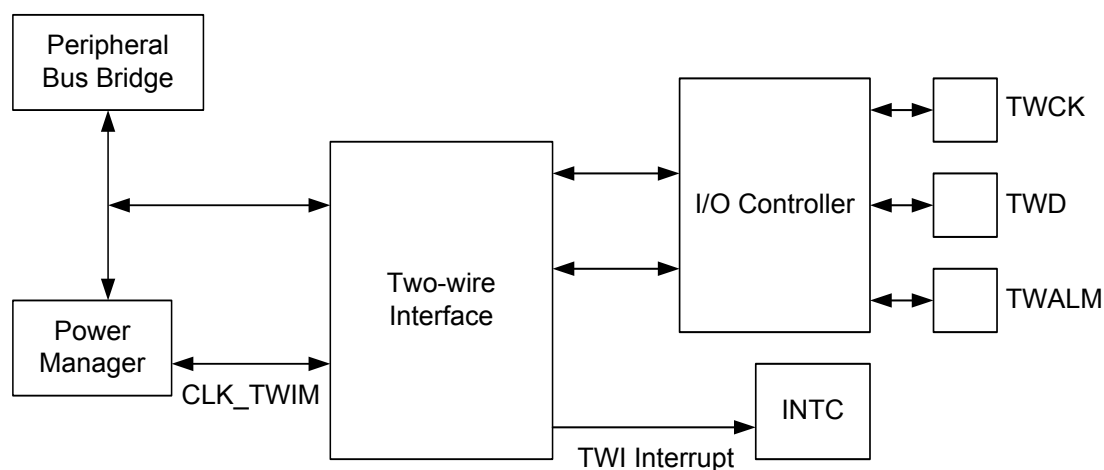 Peripheral
Bus Bridge
TWCK
I/O Controller
TWD
Two-wire
Interface
TWALM
Power
Manager
CLK_TWIM
INTC
TWI Interrupt